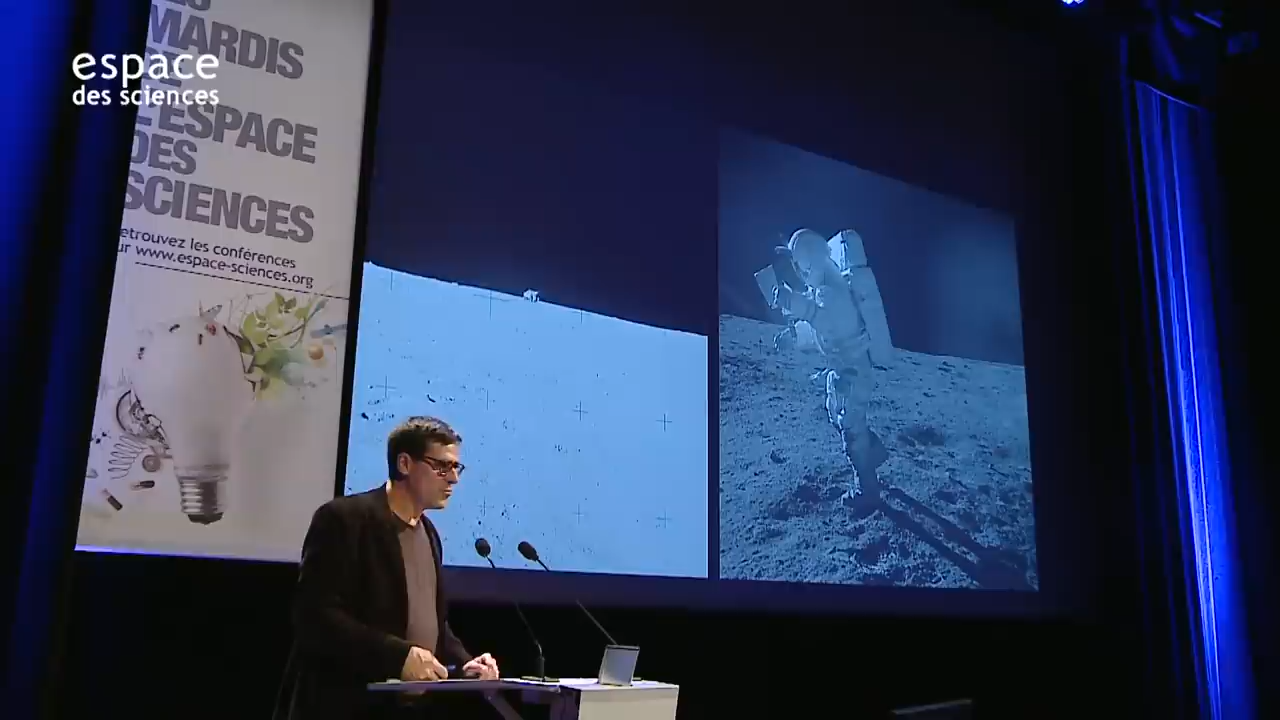 espace
des sciences
MARDIS
L'ESPACE
DES
SCIENCES
etrouvez les conférences
ur www.espace-sciences.org